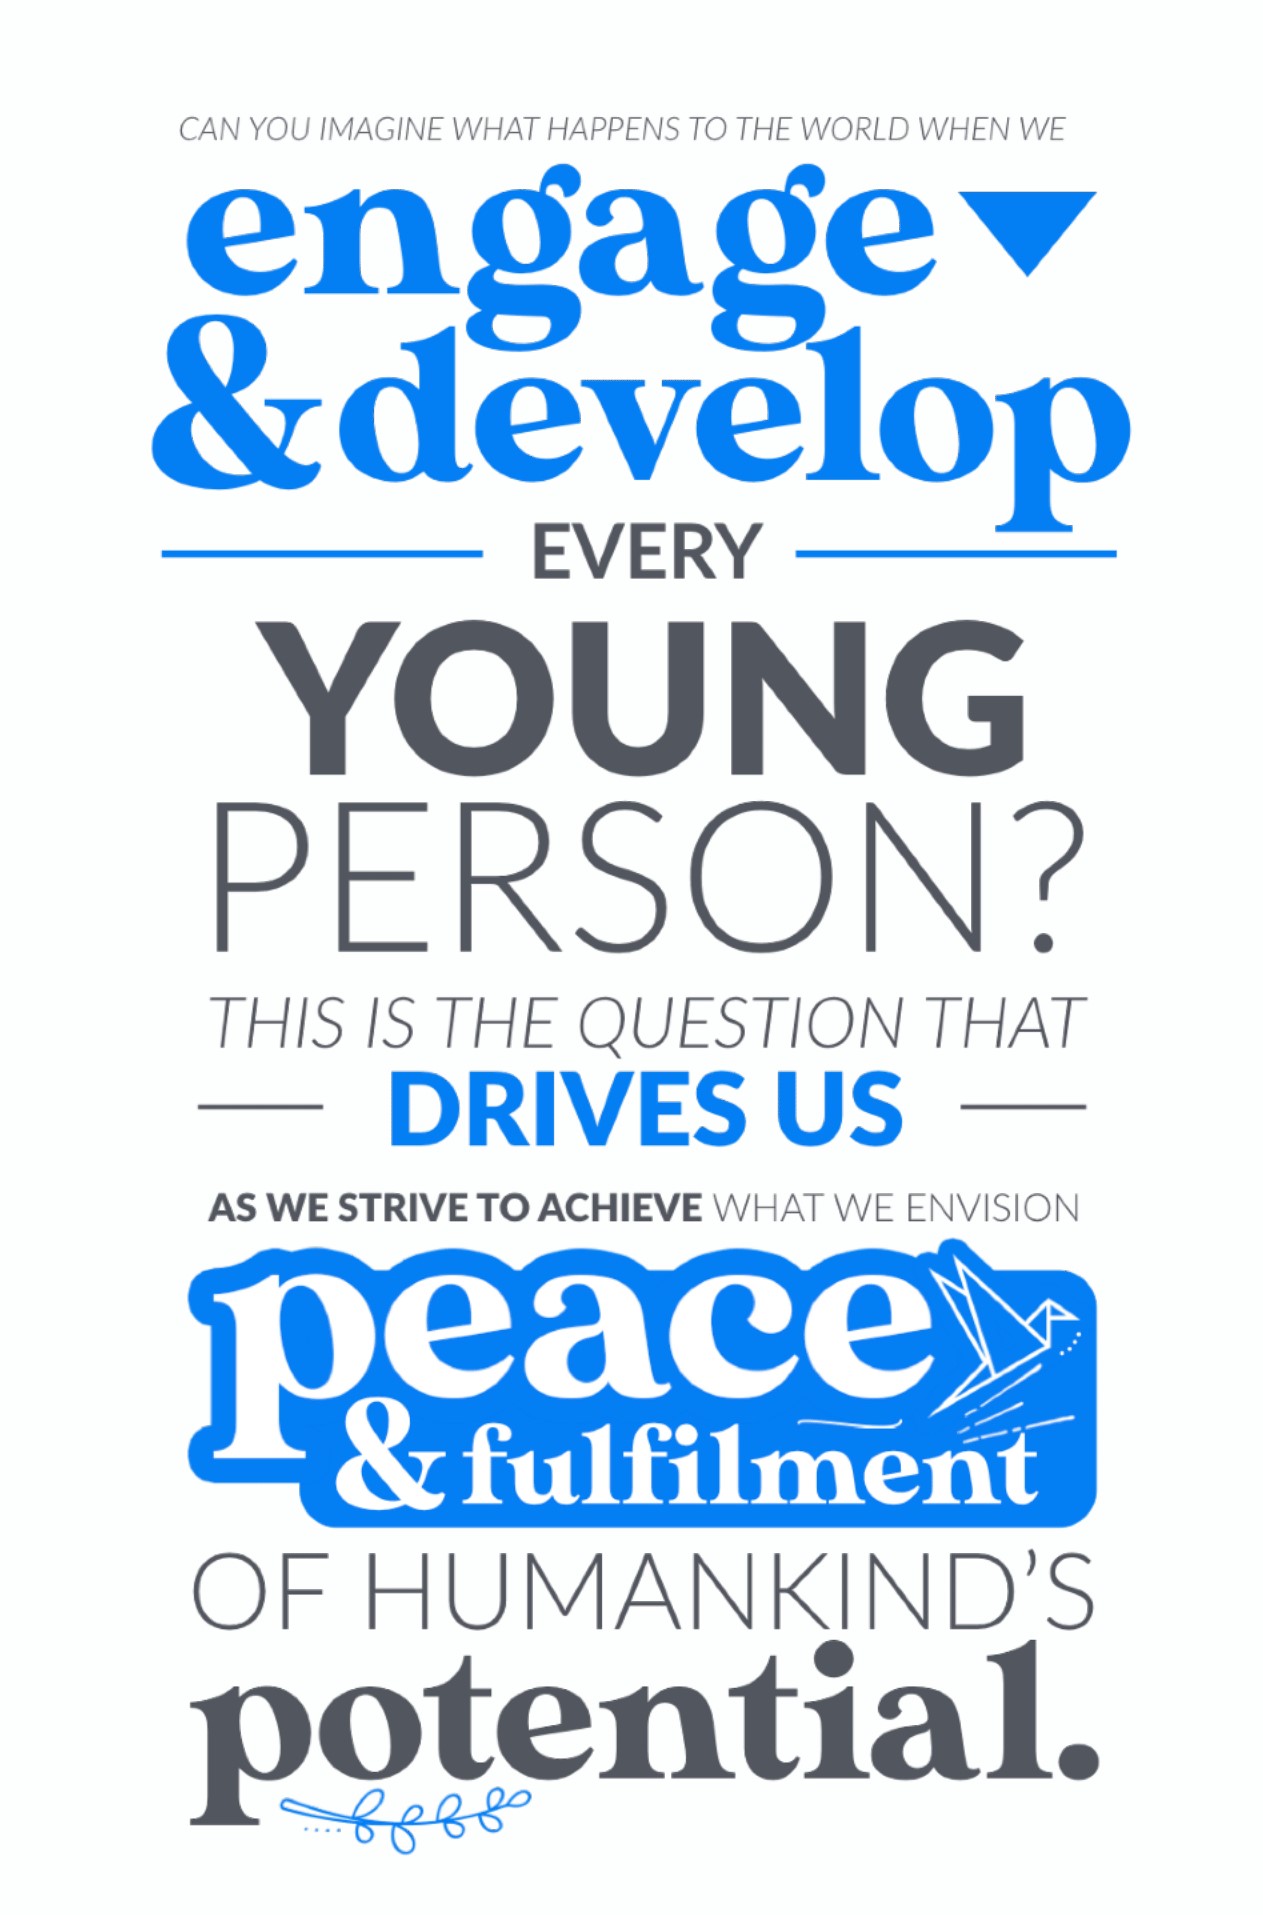 CAN YOU IMAGINE WHAT HAPPENS TO THE WORLD WHEN WE
engage
& develop
EVERY
YOUNG
PERSON?
THIS IS THE QUESTION THAT
DRIVES US
AS WE STRIVE TO ACHIEVE WHAT WE ENVISION
peace
& fulfilment
OF HUMANKIND'S
potential.